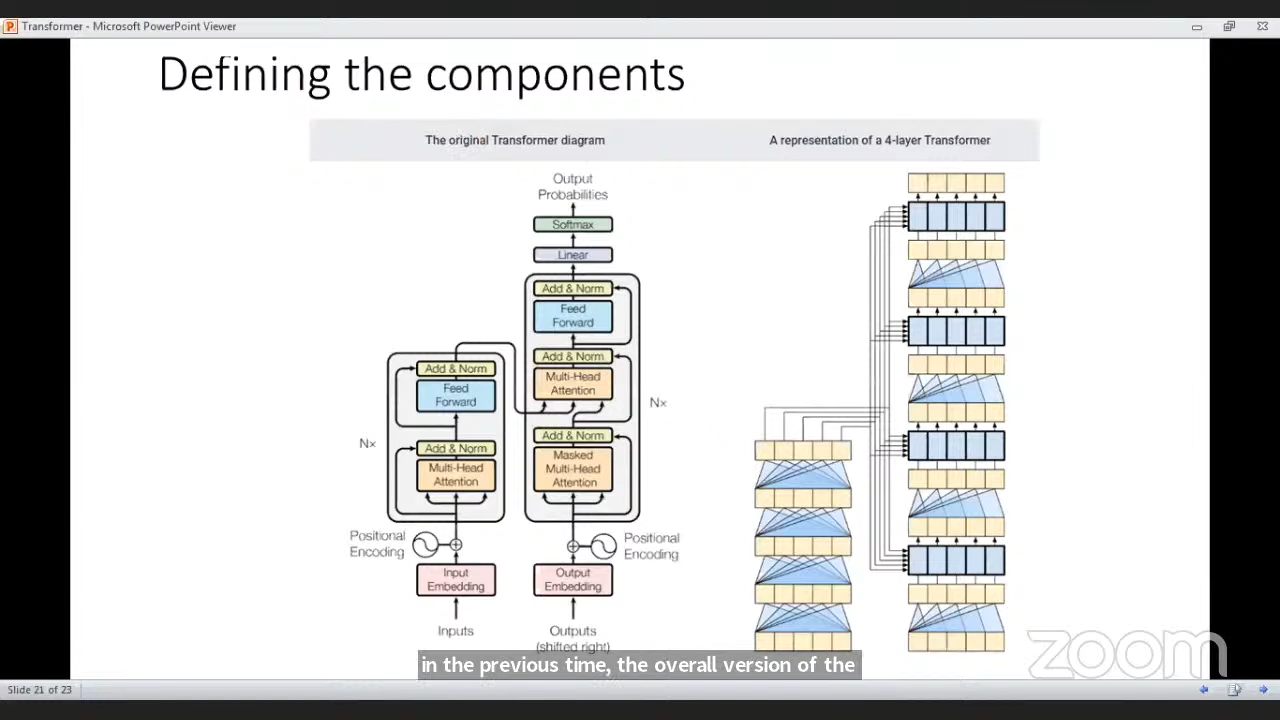 Transformer - Microsoft PowerPoint Viewer
Defining the components
The original Transformer diagram
A representation of a 4-layer Transformer
Output
Probabilities
Softmax
Linear
Add & Norm
Feed
Forward
Add & Norm
Multi-Head
Attention
Add & Norm
Masked
Multi-Head
Attention
Nx
Add & Norm
Feed
Forward
Add & Norm
Multi-Head
Attention
Nx
Positional
Encoding
Positional
Encoding
Input
Embedding
Output
Embedding
Inputs
Outputs
(shifted right)
in the previous time, the overall version of the
zoom
Slide 21 of 23